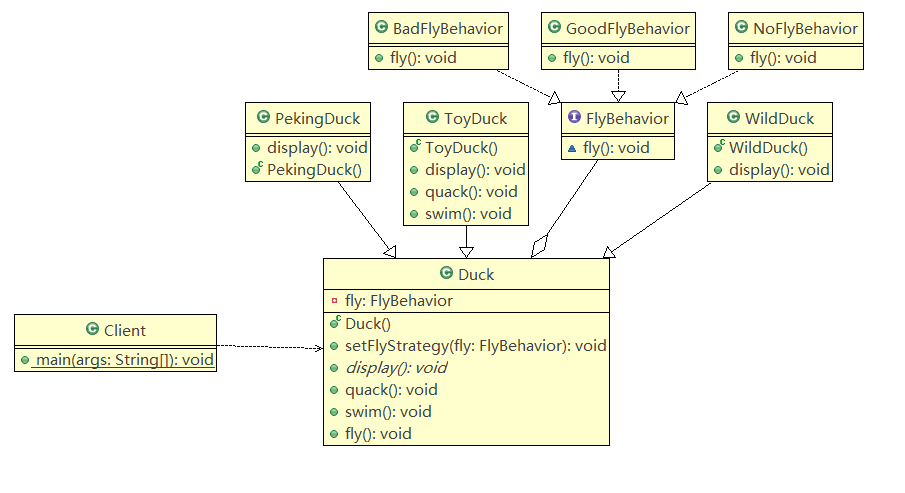 BadFlyBehavior
fly(): void
GoodFlyBehavior
fly(): void
NoFlyBehavior
fly(): void
PekingDuck
display(): void
PekingDuck()
ToyDuck
ToyDuck()
display(): void
quack(): void
swim(): void
FlyBehavior
fly(): void
WildDuck
WildDuck()
display(): void
Duck
fly: FlyBehavior
Duck()
setFlyStrategy(fly: FlyBehavior): void
display(): void
quack(): void
swim(): void
fly(): void
Client
main(args: String[]): void